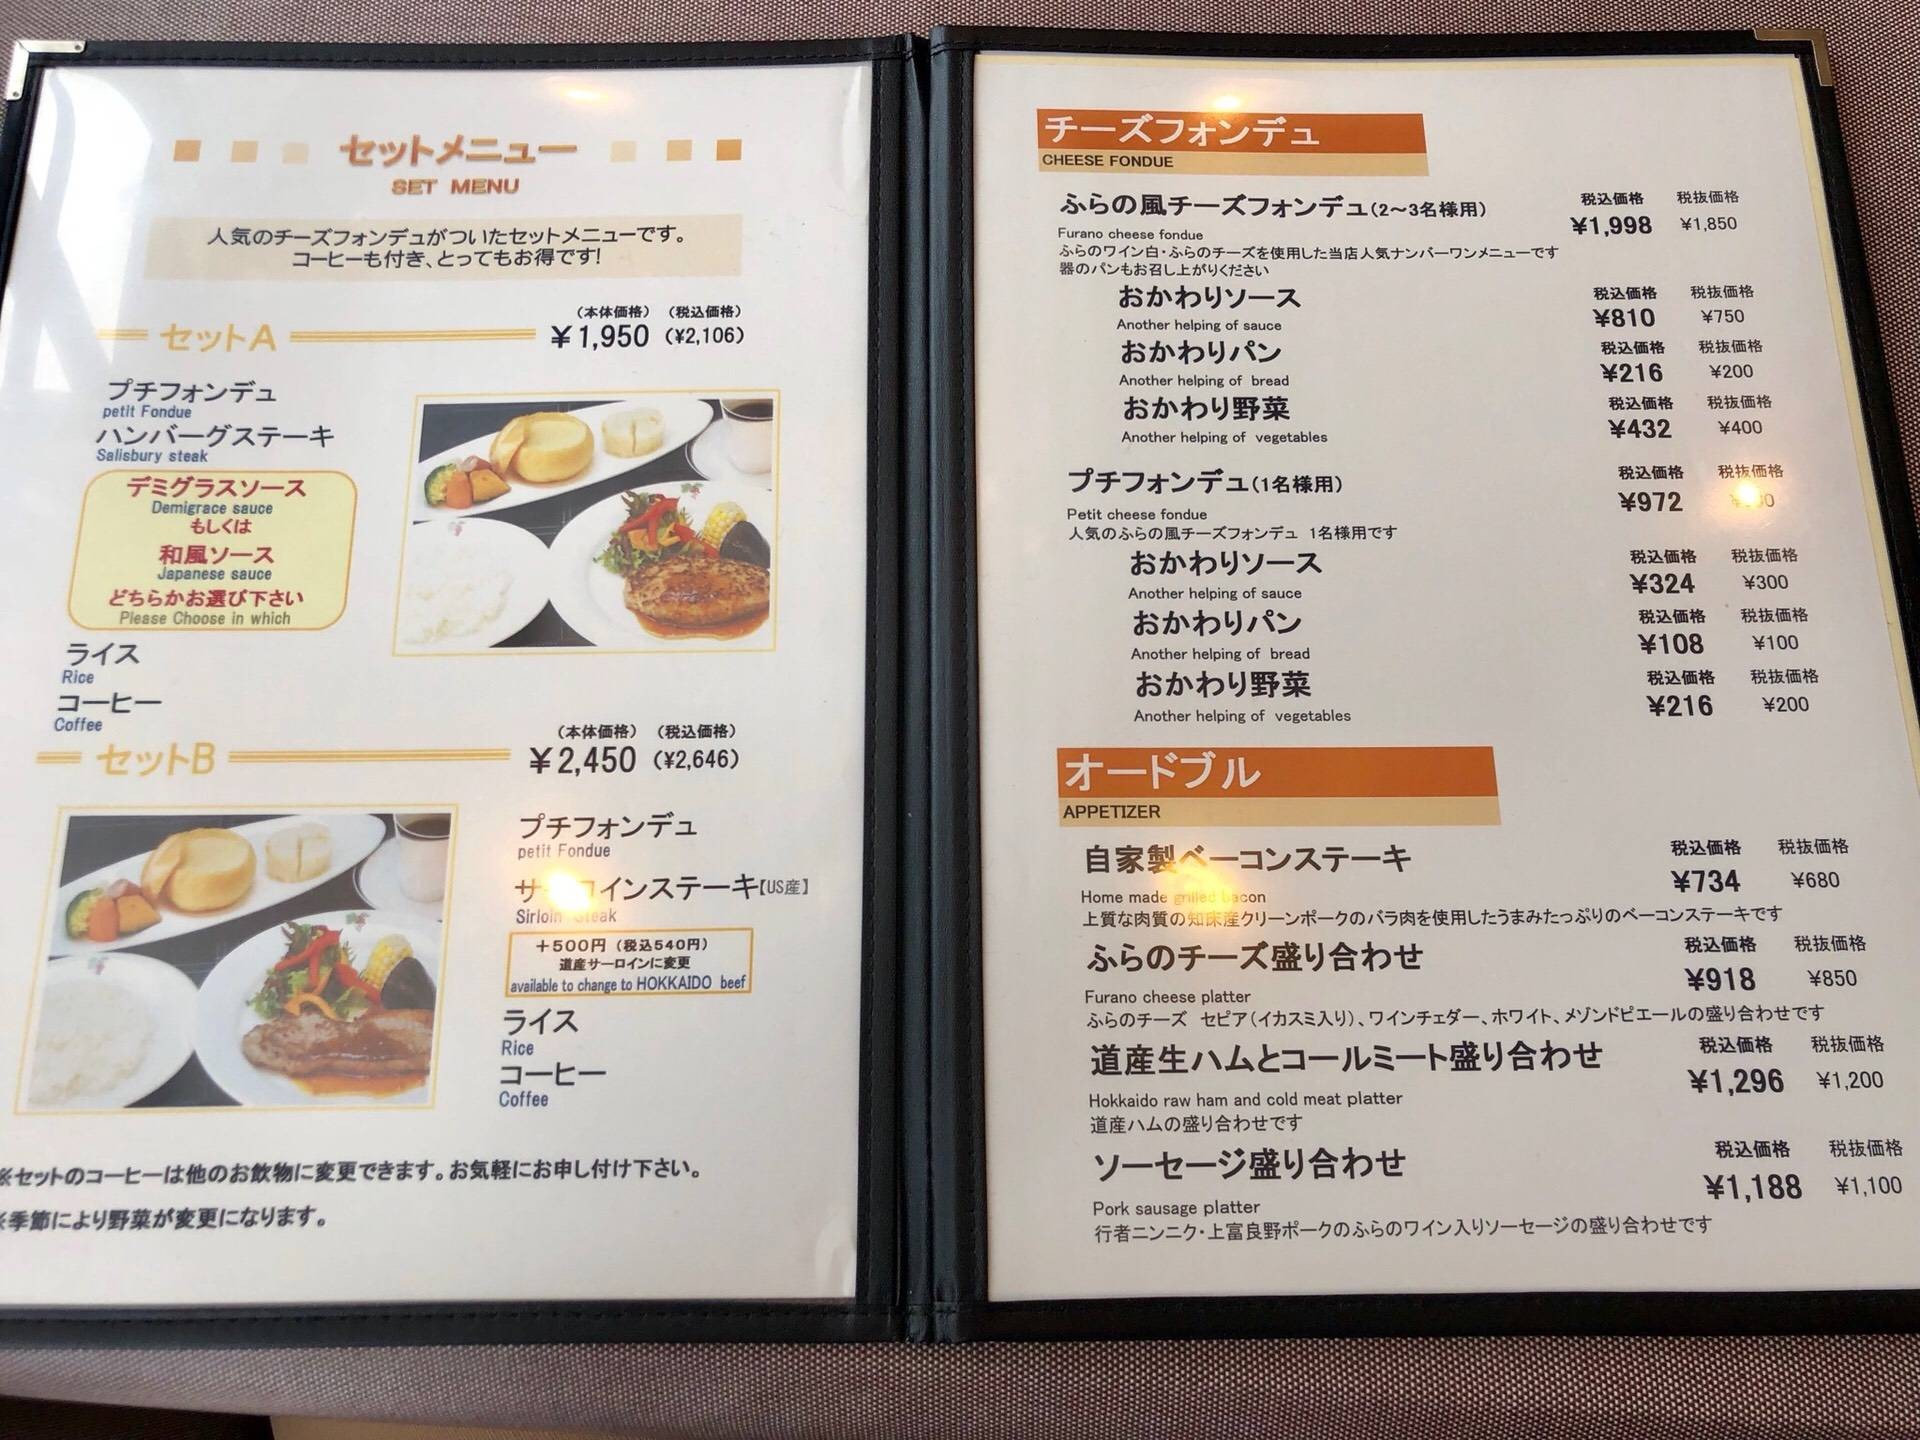 セットメニュー
SET MENU
人気のチーズフォンデュがついたセットメニューです。
コーヒーも付き、とってもお得です!
(本体価格) (税込価格)
セットA ¥1,950 (¥2,106)
プチフォンデュ
petit Fondue
ハンバーグステーキ
Salisbury steak
デミグラスソース
Demigrace sauce
もしくは
和風ソース
Japanese sauce
どちらかお選び下さい
Please Choose in which
ライス
Rice
コーヒー
Coffee
(本体価格) (税込価格)
セットB ¥2,450 (¥2,646)
プチフォンデュ
petit Fondue
サーロインステーキ【US産】
Sirloin Steak
+500円(税込540円)
道産サーロインに変更
available to change to HOKKAIDO beef
ライス
Rice
コーヒー
Coffee
※セットのコーヒーは他のお飲物に変更できます。お気軽にお申し付け下さい。
※季節により野菜が変更になります。
チーズフォンデュ
CHEESE FONDUE
ふらの風チーズフォンデュ(2~3名様用) 税込価格 税抜価格
Furano cheese fondue ¥1,998 ¥1,850
ふらのワイン白・ふらのチーズを使用した当店人気ナンバーワンメニューです
器のパンもお召し上がりください
おかわりソース 税込価格 税抜価格
Another helping of sauce ¥810 ¥750
おかわりパン 税込価格 税抜価格
Another helping of bread ¥216 ¥200
おかわり野菜 税込価格 税抜価格
Another helping of vegetables ¥432 ¥400
プチフォンデュ(1名様用) 税込価格 税抜価格
Petit cheese fondue ¥972
人気のふらの風チーズフォンデュ 1名様用です
おかわりソース 税込価格 税抜価格
Another helping of sauce ¥324 ¥300
おかわりパン 税込価格 税抜価格
Another helping of bread ¥108 ¥100
おかわり野菜 税込価格 税抜価格
Another helping of vegetables ¥216 ¥200
オードブル
APPETIZER
自家製ベーコンステーキ 税込価格 税抜価格
Home made grilled bacon ¥734 ¥680
上質な肉質の知床産クリーンポークのバラ肉を使用したうまみたっぷりのベーコンステーキです
ふらのチーズ盛り合わせ 税込価格 税抜価格
Furano cheese platter ¥918 ¥850
ふらのチーズ セピア(イカスミ入り)、ワインチェダー、ホワイト、メゾンドピエールの盛り合わせです
道産生ハムとコールミート盛り合わせ 税込価格 税抜価格
Hokkaido raw ham and cold meat platter ¥1,296 ¥1,200
道産ハムの盛り合わせです
ソーセージ盛り合わせ 税込価格 税抜価格
Pork sausage platter ¥1,188 ¥1,100
行者ニンニク・上富良野ポークのふらのワイン入りソーセージの盛り合わせです